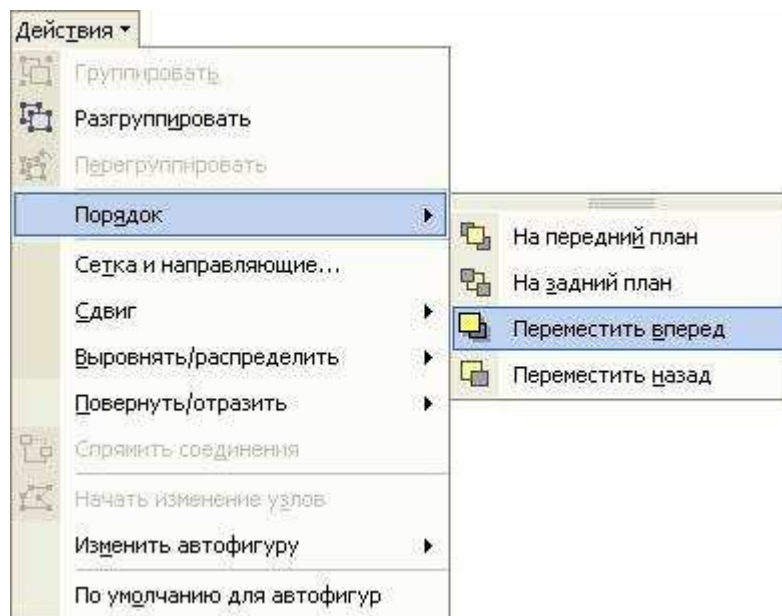 Действия
Группировать
Разгруппировать
Перегруппировать
Порядок
Сетка и направляющие...
Сдвиг
Выровнять/распределить
Повернуть/отразить
Спрямить соединения
Начать изменение узлов
Изменить автофигуру
По умолчанию для автофигур
На передний план
На задний план
Переместить вперед
Переместить назад